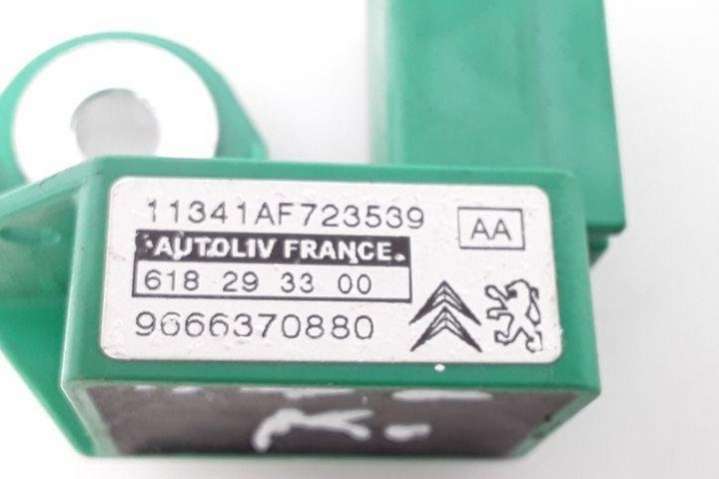 11341AF723539
AA
AUTOLIV FRANCE.
618 29 33 00
9666370880